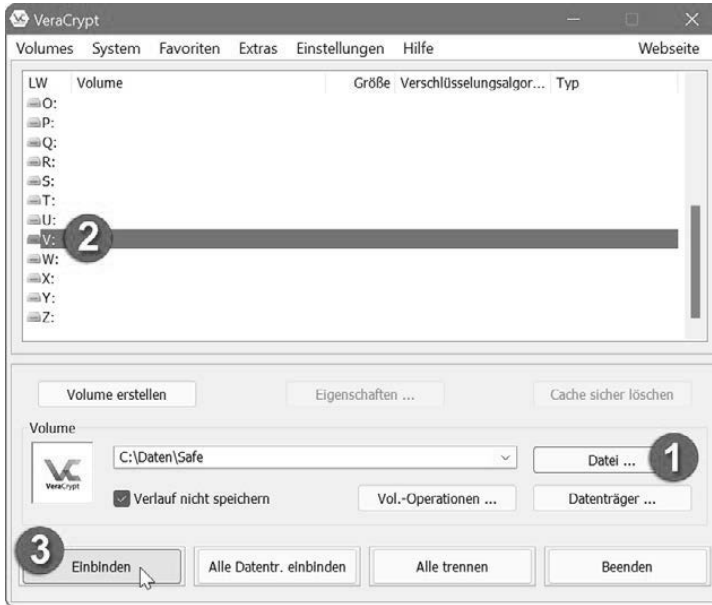 VeraCrypt
Volumes System Favoriten Extras Einstellungen Hilfe Webseite
LW Volume Größe Verschlüsselungsalgor... Typ
O:
P:
Q:
R:
S:
T:
U:
V: 2
W:
X:
Y:
Z:
Volume erstellen Eigenschaften ... Cache sicher löschen
Volume
C:\Daten\Safe Datei ... 1
VeraCrypt
Verlauf nicht speichern Vol.-Operationen ... Datenträger ...
3
Einbinden Alle Datentr. einbinden Alle trennen Beenden